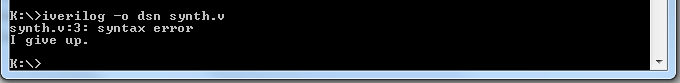 K:\>iverilog -o dsn synth.v
synth.v:3: syntax error
I give up.
K:\>